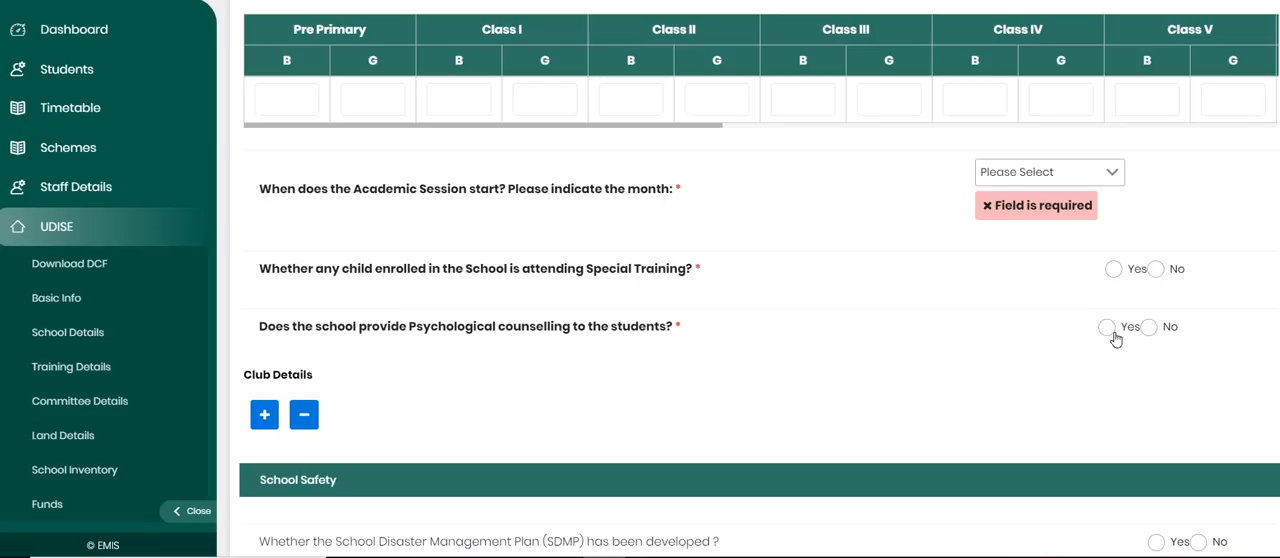 Dashboard
Students
Timetable
Schemes
Staff Details
UDISE
Download DCF
Basic Info
School Details
Training Details
Committee Details
Land Details
School Inventory
Funds
Close
© EMIS
Pre Primary Class I Class II Class III Class IV Class V
B G B G B G B G B G B G
When does the Academic Session start? Please indicate the month: *
Please Select
× Field is required
Whether any child enrolled in the School is attending Special Training? * Yes No
Does the school provide Psychological counselling to the students? * Yes No
Club Details
+ −
School Safety
Whether the School Disaster Management Plan (SDMP) has been developed ? Yes No